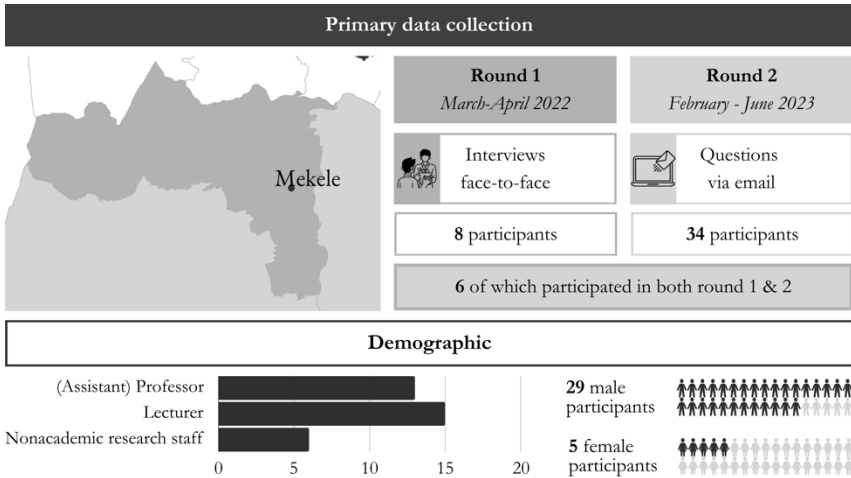 Primary data collection
Mekele
Round 1
March-April 2022
Round 2
February - June 2023
Interviews
face-to-face
Questions
via email
8 participants
34 participants
6 of which participated in both round 1 & 2
Demographic
(Assistant) Professor
Lecturer
Nonacademic research staff
0 5 10 15 20
29 male
participants
5 female
participants